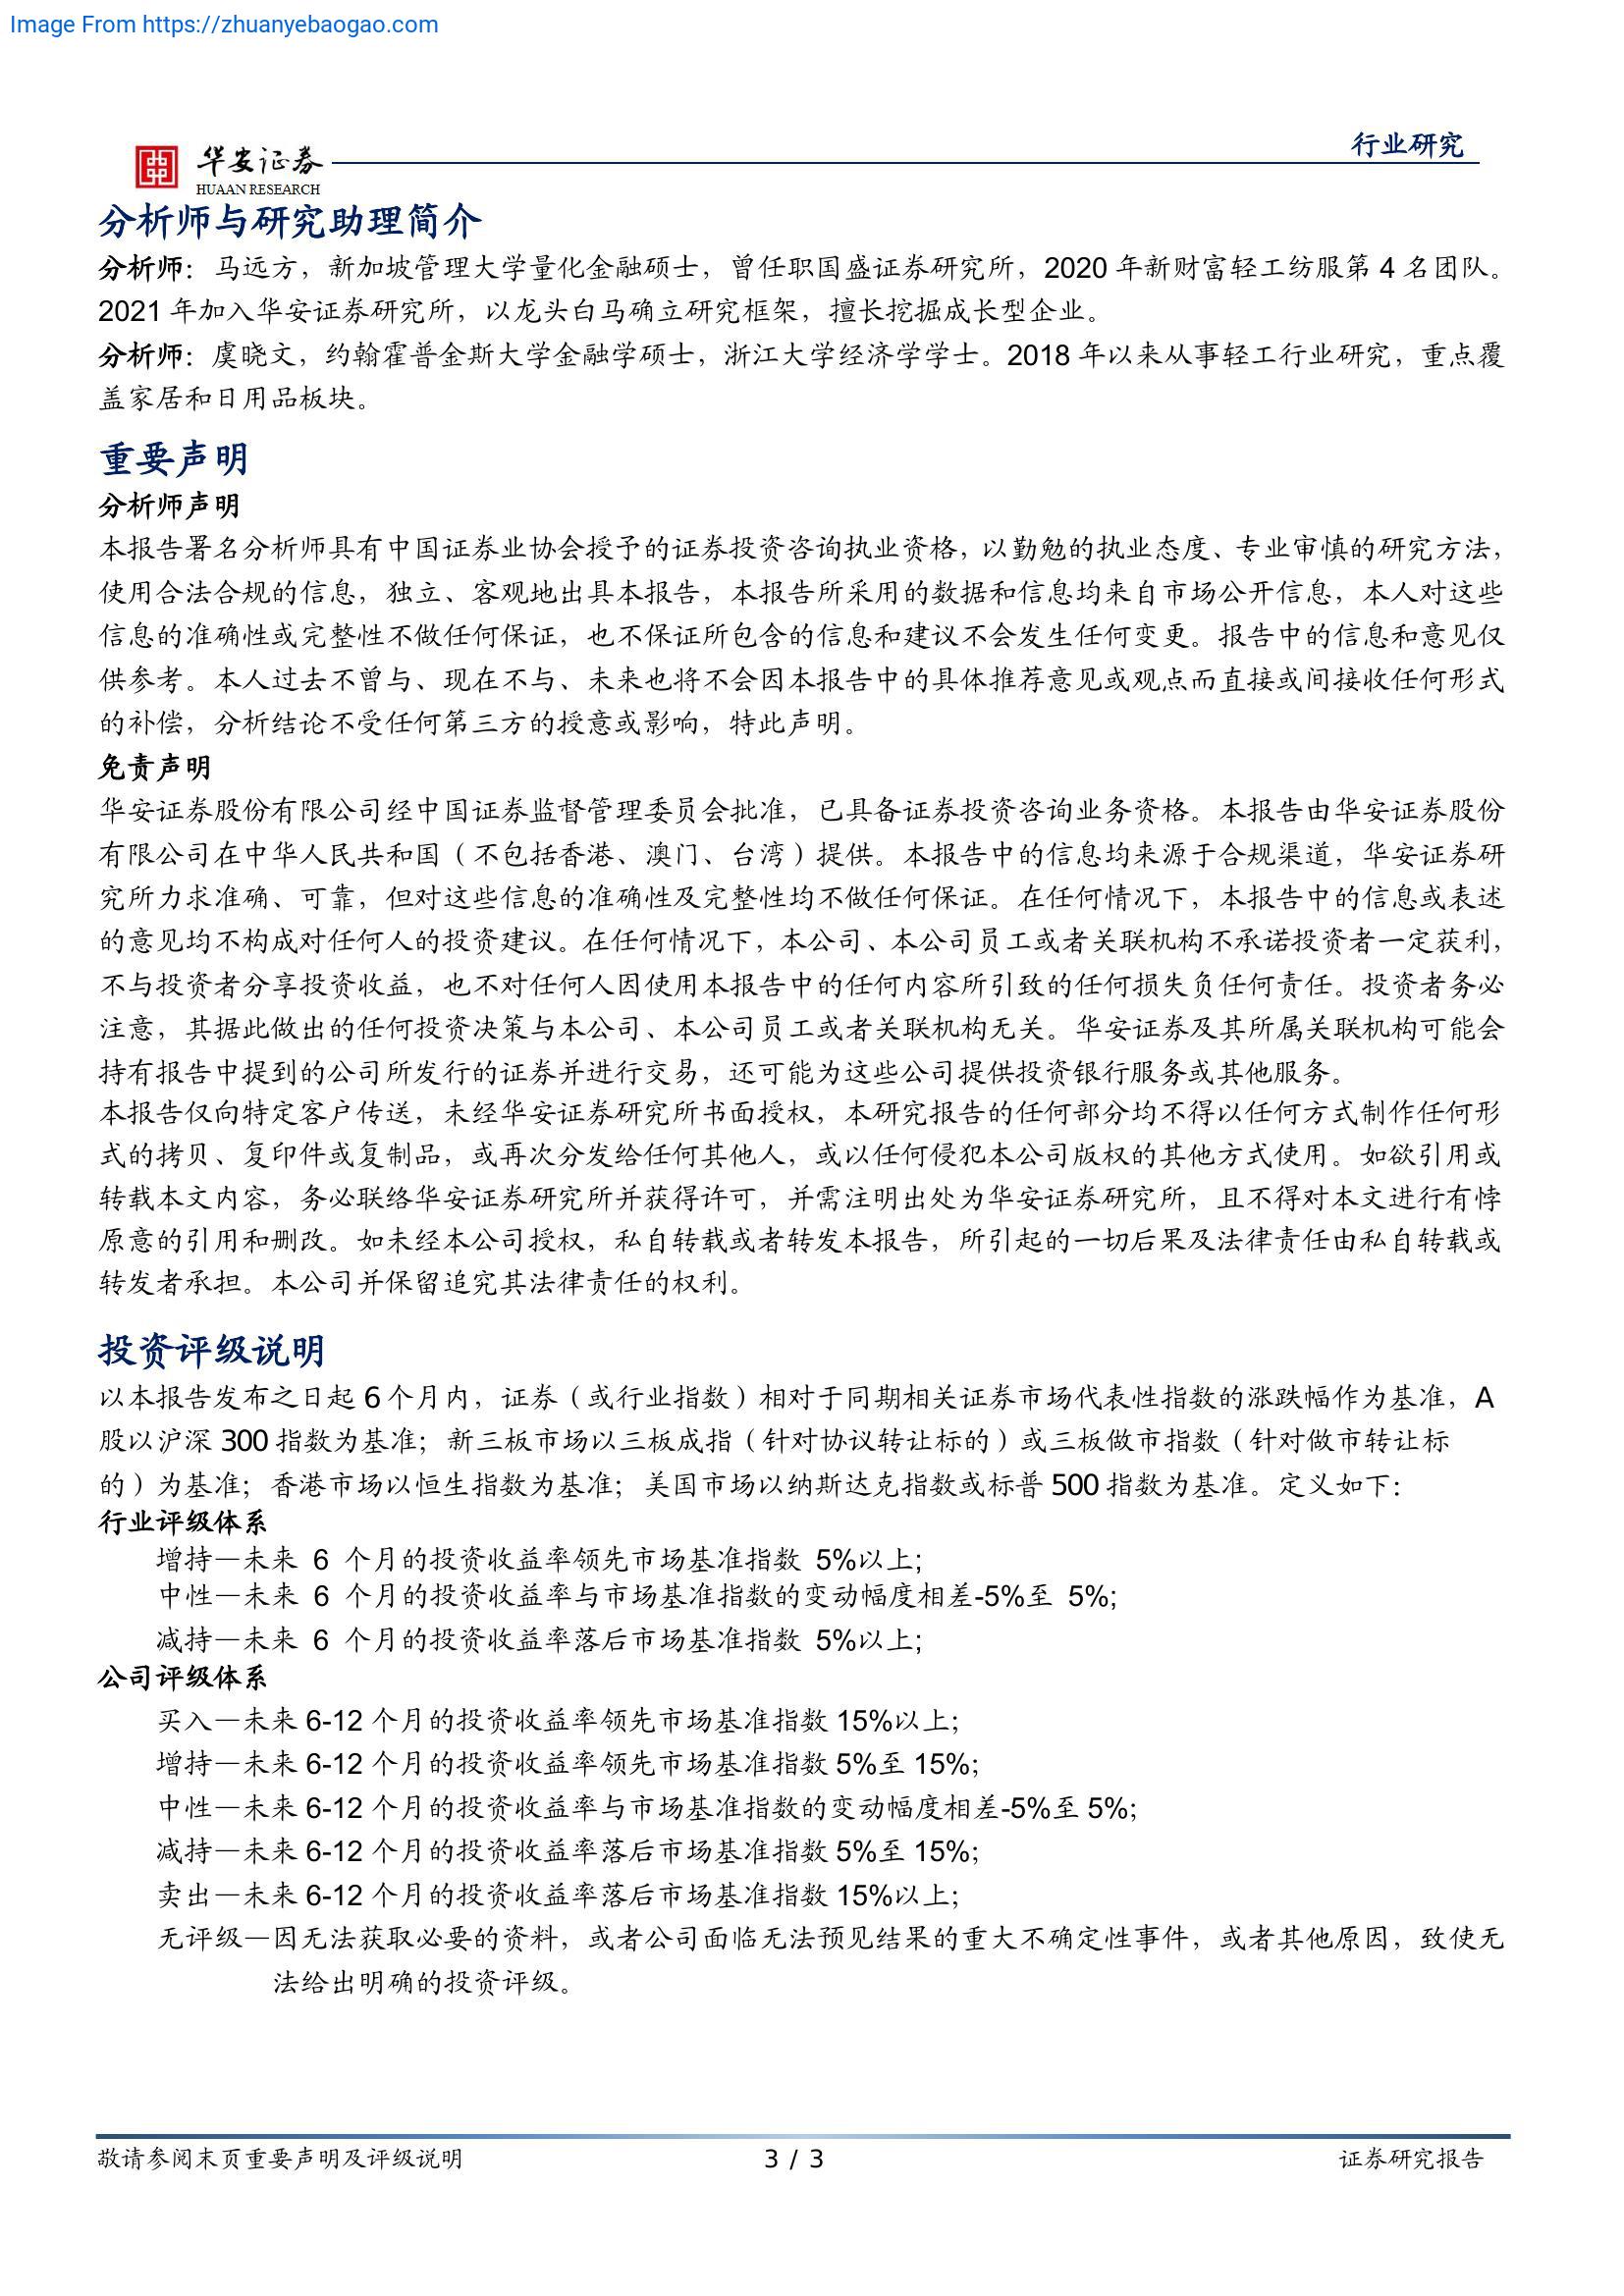 Image From https://zhuanyebaogao.com
行业研究
华安证券
HUAAN RESEARCH
分析师与研究助理简介
分析师：马远方，新加坡管理大学量化金融硕士，曾任职国盛证券研究所，2020 年新财富轻工纺服第 4 名团队。
2021 年加入华安证券研究所，以龙头白马确立研究框架，擅长挖掘成长型企业。
分析师：虞晓文，约翰霍普金斯大学金融学硕士，浙江大学经济学学士。2018 年以来从事轻工行业研究，重点覆
盖家居和日用品板块。
重要声明
分析师声明
本报告署名分析师具有中国证券业协会授予的证券投资咨询执业资格，以勤勉的执业态度、专业审慎的研究方法，
使用合法合规的信息，独立、客观地出具本报告，本报告所采用的数据和信息均来自市场公开信息，本人对这些
信息的准确性或完整性不做任何保证，也不保证所包含的信息和建议不会发生任何变更。报告中的信息和意见仅
供参考。本人过去不曾与、现在不与、未来也将不会因本报告中的具体推荐意见或观点而直接或间接收任何形式
的补偿，分析结论不受任何第三方的授意或影响，特此声明。
免责声明
华安证券股份有限公司经中国证券监督管理委员会批准，已具备证券投资咨询业务资格。本报告由华安证券股份
有限公司在中华人民共和国（不包括香港、澳门、台湾）提供。本报告中的信息均来源于合规渠道，华安证券研
究所力求准确、可靠，但对这些信息的准确性及完整性均不做任何保证。在任何情况下，本报告中的信息或表述
的意见均不构成对任何人的投资建议。在任何情况下，本公司、本公司员工或者关联机构不承诺投资者一定获利，
不与投资者分享投资收益，也不对任何人因使用本报告中的任何内容所引致的任何损失负任何责任。投资者务必
注意，其据此做出的任何投资决策与本公司、本公司员工或者关联机构无关。华安证券及其所属关联机构可能会
持有报告中提到的公司所发行的证券并进行交易，还可能为这些公司提供投资银行服务或其他服务。
本报告仅向特定客户传送，未经华安证券研究所书面授权，本研究报告的任何部分均不得以任何方式制作任何形
式的拷贝、复印件或复制品，或再次分发给任何其他人，或以任何侵犯本公司版权的其他方式使用。如欲引用或
转载本文内容，务必联络华安证券研究所并获得许可，并需注明出处为华安证券研究所，且不得对本文进行有悖
原意的引用和删改。如未经本公司授权，私自转载或者转发本报告，所引起的一切后果及法律责任由私自转载或
转发者承担。本公司并保留追究其法律责任的权利。
投资评级说明
以本报告发布之日起 6 个月内，证券（或行业指数）相对于同期相关证券市场代表性指数的涨跌幅作为基准，A
股以沪深 300 指数为基准；新三板市场以三板成指（针对协议转让标的）或三板做市指数（针对做市转让标
的）为基准；香港市场以恒生指数为基准；美国市场以纳斯达克指数或标普 500 指数为基准。定义如下：
行业评级体系
增持—未来 6 个月的投资收益率领先市场基准指数 5%以上;
中性—未来 6 个月的投资收益率与市场基准指数的变动幅度相差-5%至 5%;
减持—未来 6 个月的投资收益率落后市场基准指数 5%以上;
公司评级体系
买入—未来 6-12 个月的投资收益率领先市场基准指数 15%以上；
增持—未来 6-12 个月的投资收益率领先市场基准指数 5%至 15%；
中性—未来 6-12 个月的投资收益率与市场基准指数的变动幅度相差-5%至 5%；
减持—未来 6-12 个月的投资收益率落后市场基准指数 5%至 15%；
卖出—未来 6-12 个月的投资收益率落后市场基准指数 15%以上；
无评级—因无法获取必要的资料，或者公司面临无法预见结果的重大不确定性事件，或者其他原因，致使无
法给出明确的投资评级。
敬请参阅末页重要声明及评级说明
3 / 3
证券研究报告